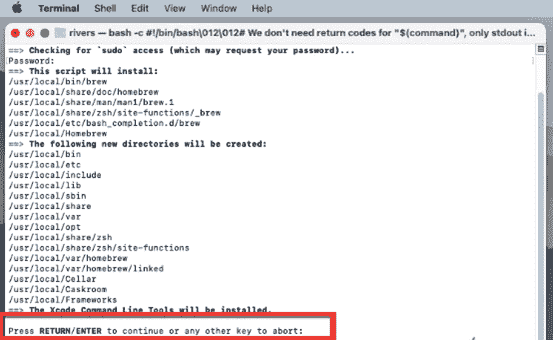 Terminal Shell Edit View Window Help
rivers — bash -c #!/bin/bash\012\012# We don't need return codes for "$(command)", only stdout i...
==> Checking for `sudo` access (which may request your password)...
Password:
==> This script will install:
/usr/local/bin/brew
/usr/local/share/doc/homebrew
/usr/local/share/man/man1/brew.1
/usr/local/share/zsh/site-functions/_brew
/usr/local/etc/bash_completion.d/brew
/usr/local/Homebrew
==> The following new directories will be created:
/usr/local/bin
/usr/local/etc
/usr/local/include
/usr/local/lib
/usr/local/sbin
/usr/local/share
/usr/local/var
/usr/local/opt
/usr/local/share/zsh
/usr/local/share/zsh/site-functions
/usr/local/var/homebrew
/usr/local/var/homebrew/linked
/usr/local/Cellar
/usr/local/Caskroom
/usr/local/Frameworks
==> The Xcode Command Line Tools will be installed.
Press RETURN/ENTER to continue or any other key to abort: